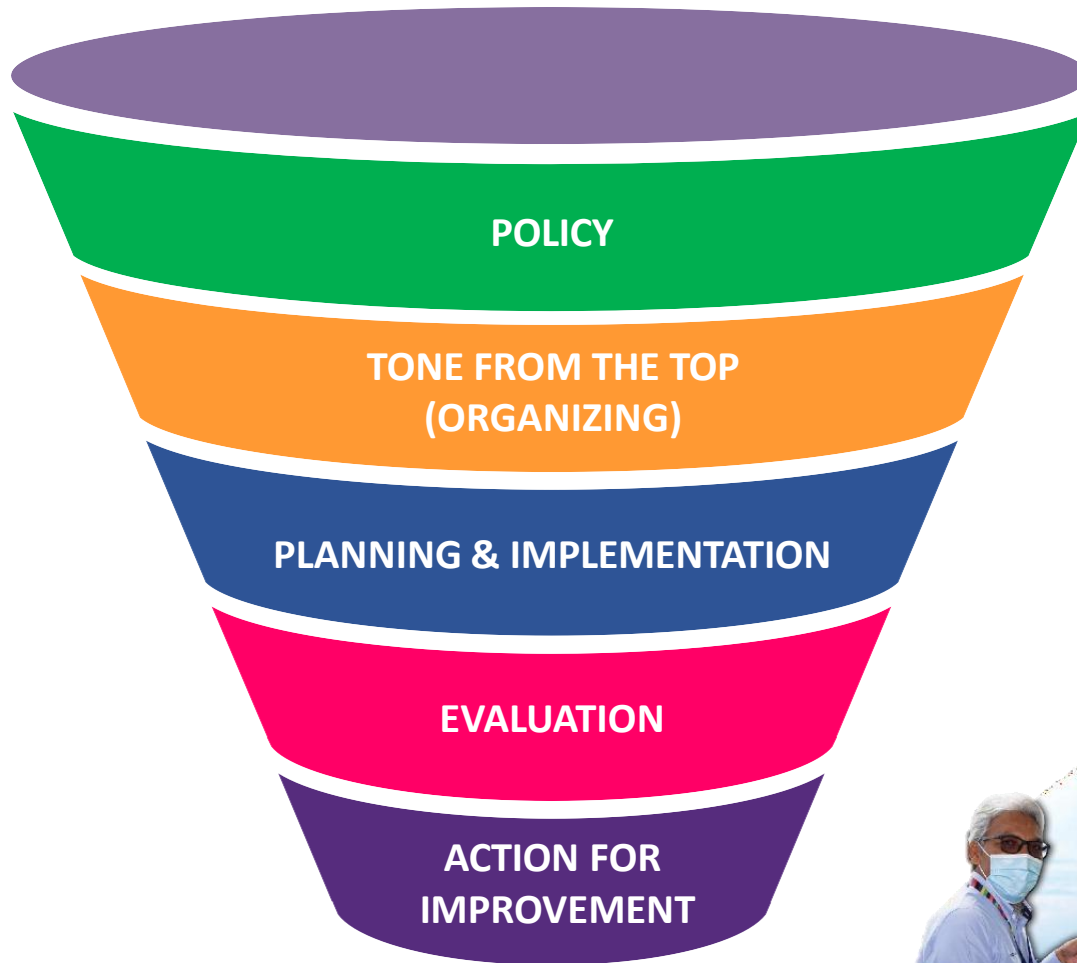 POLICY
TONE FROM THE TOP
(ORGANIZING)
PLANNING & IMPLEMENTATION
EVALUATION
ACTION FOR
IMPROVEMENT